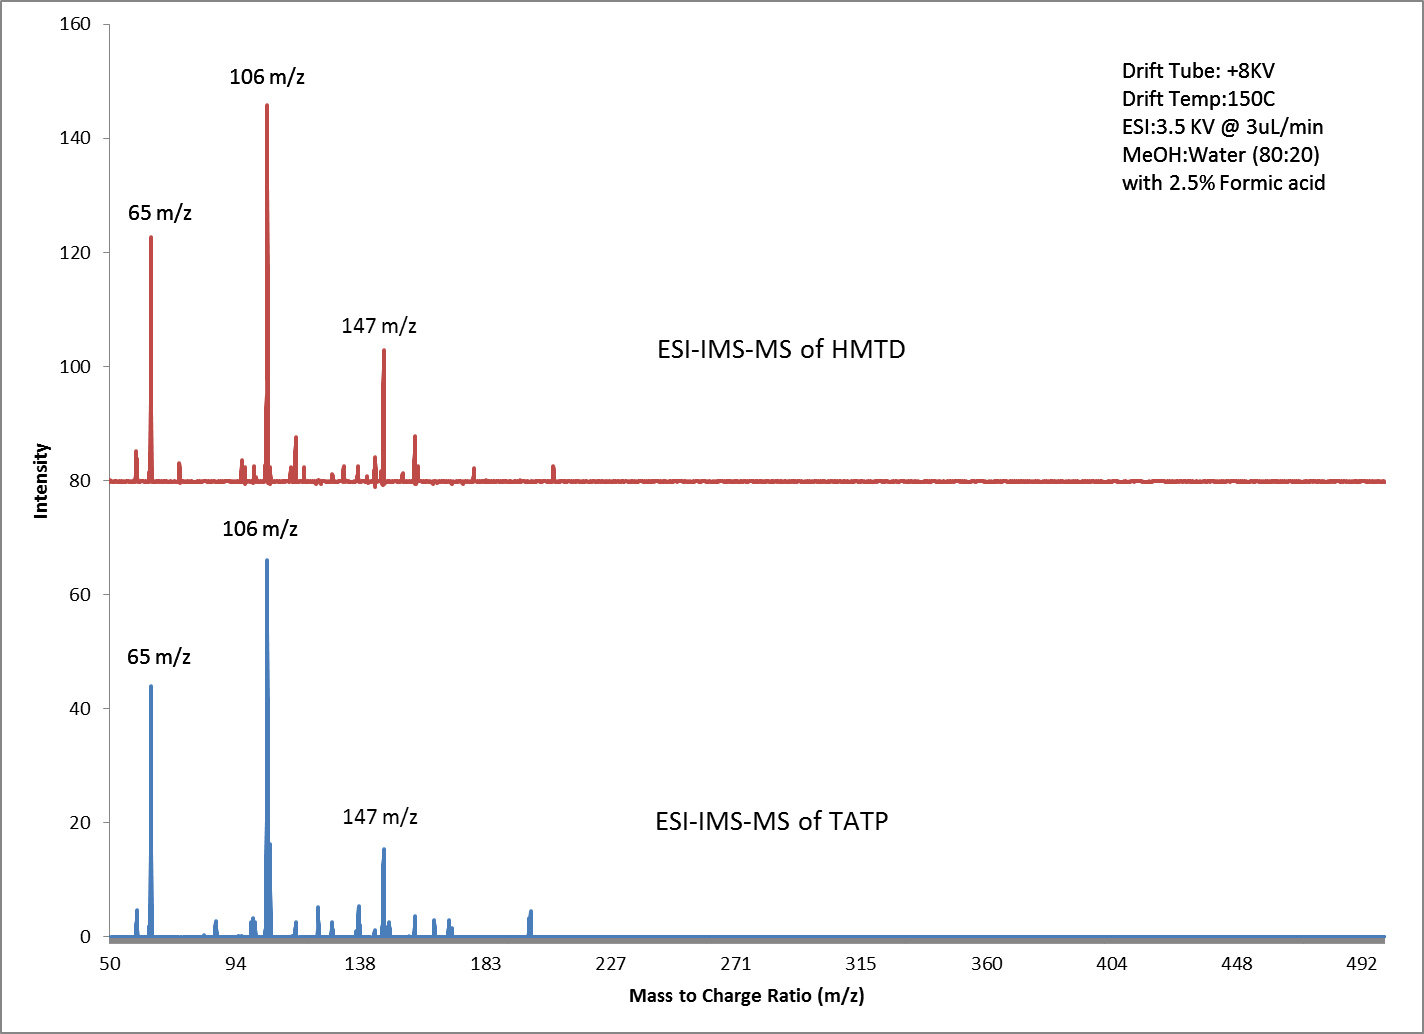 160
106 m/z
Drift Tube: +8KV
Drift Temp:150C
ESI:3.5 KV @ 3uL/min
MeOH:Water (80:20)
with 2.5% Formic acid
140
65 m/z
120
147 m/z
ESI-IMS-MS of HMTD
100
80
Intensity
106 m/z
60
65 m/z
40
147 m/z
ESI-IMS-MS of TATP
20
0
50 94 138 183 227 271 315 360 404 448 492
Mass to Charge Ratio (m/z)